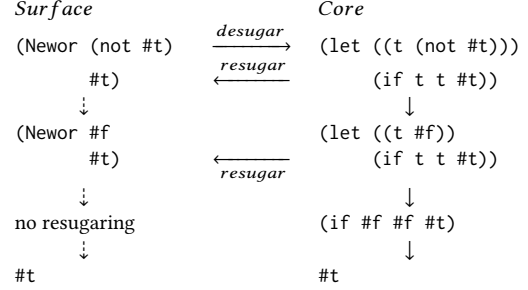 Surface Core
(Newor (not #t) desugar (let ((t (not #t)))
resugar
#t) (if t t #t))
(Newor #f (let ((t #f))
#t) (if t t #t))
resugar
no resugaring (if #f #f #t)
#t #t